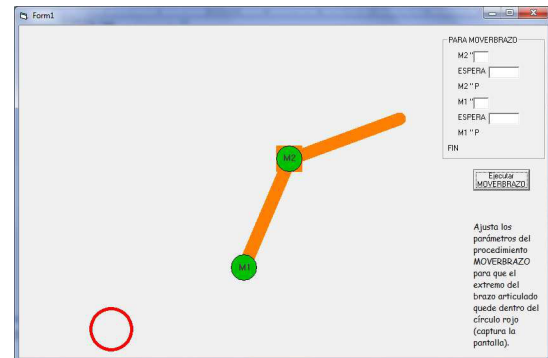 Form1
PARA MOVERBRAZO
M2 "
ESPERA
M2 " P
M1 "
ESPERA
M1 " P
FIN
M2
M1
Ejecutar
MOVERBRAZO
Ajusta los
parámetros del
procedimiento
MOVERBRAZO
para que el
extremo del
brazo articulado
quede dentro del
círculo rojo
(captura la
pantalla).